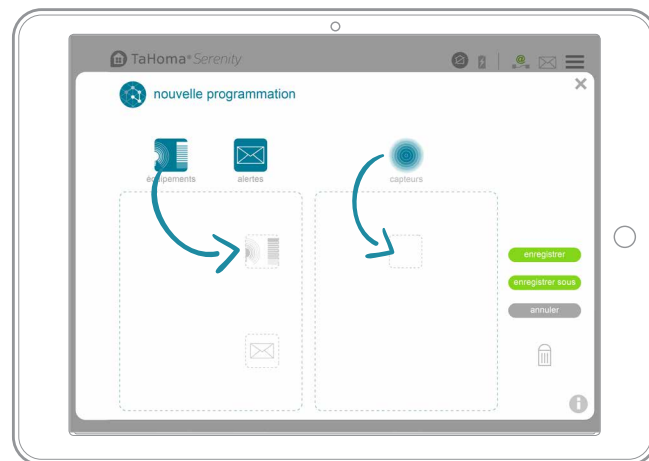 TaHoma® Serenity
@
nouvelle programmation
équipements
alertes
capteurs
enregistrer
enregistrer sous
annuler
i